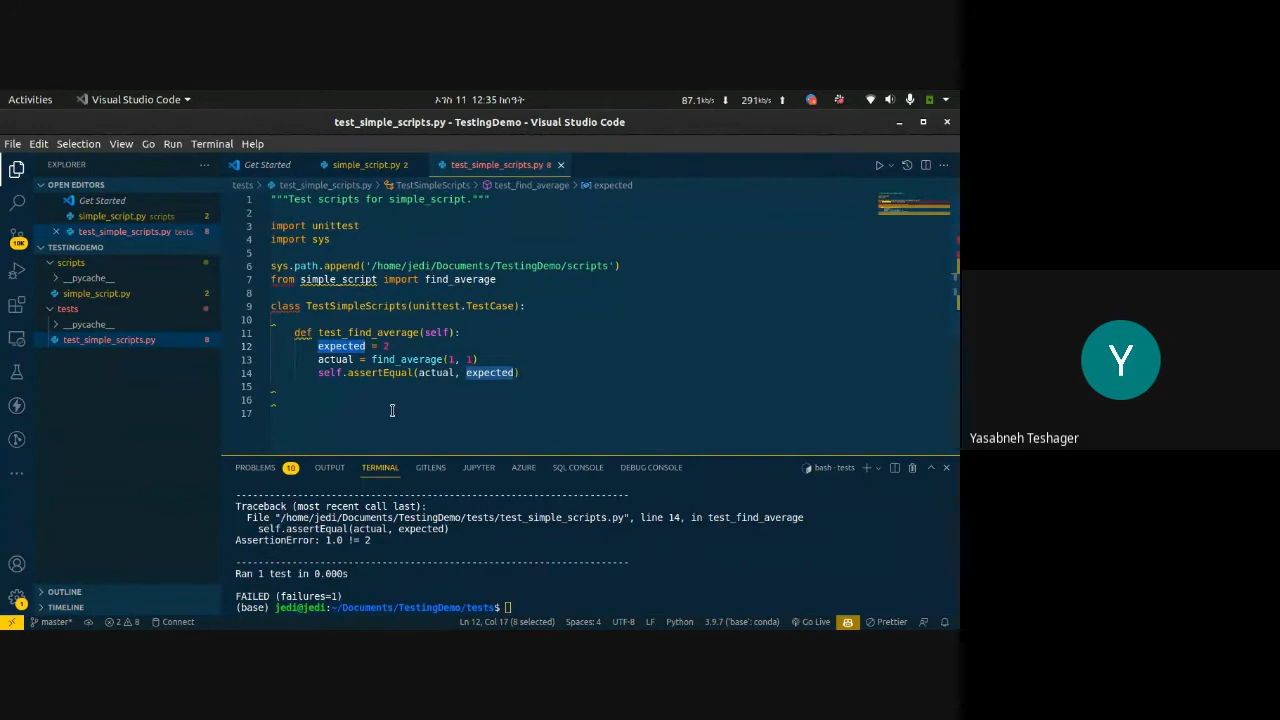 Activities
Visual Studio Code
ኦገስ 11 12:35 ከሰዓት
87.1kb/s
291kb/s
test_simple_scripts.py - TestingDemo - Visual Studio Code
File Edit Selection View Go Run Terminal Help
EXPLORER
Get Started
simple_script.py 2
test_simple_scripts.py 8
OPEN EDITORS
Get Started
simple_script.py scripts 2
test_simple_scripts.py tests 8
TESTINGDEMO
scripts
__pycache__
simple_script.py 2
tests
__pycache__
test_simple_scripts.py 8
OUTLINE
TIMELINE
10K
1
tests test_simple_scripts.py TestSimpleScripts test_find_average expected
1 """Test scripts for simple_script."""
2
3 import unittest
4 import sys
5
6 sys.path.append('/home/jedi/Documents/TestingDemo/scripts')
7 from simple_script import find_average
8
9 class TestSimpleScripts(unittest.TestCase):
10
11 def test_find_average(self):
12 expected = 2
13 actual = find_average(1, 1)
14 self.assertEqual(actual, expected)
15
16
17
PROBLEMS 10 OUTPUT TERMINAL GITLENS JUPYTER AZURE SQL CONSOLE DEBUG CONSOLE
bash - tests
----------------------------------------------------------------------
Traceback (most recent call last):
File "/home/jedi/Documents/TestingDemo/tests/test_simple_scripts.py", line 14, in test_find_average
self.assertEqual(actual, expected)
AssertionError: 1.0 != 2
----------------------------------------------------------------------
Ran 1 test in 0.000s
FAILED (failures=1)
(base) jedi@jedi:~/Documents/TestingDemo/tests$
master* 2 8 Connect
Ln 12, Col 17 (8 selected) Spaces: 4 UTF-8 LF Python 3.9.7 ('base': conda) Go Live Prettier
Y
Yasabneh Teshager